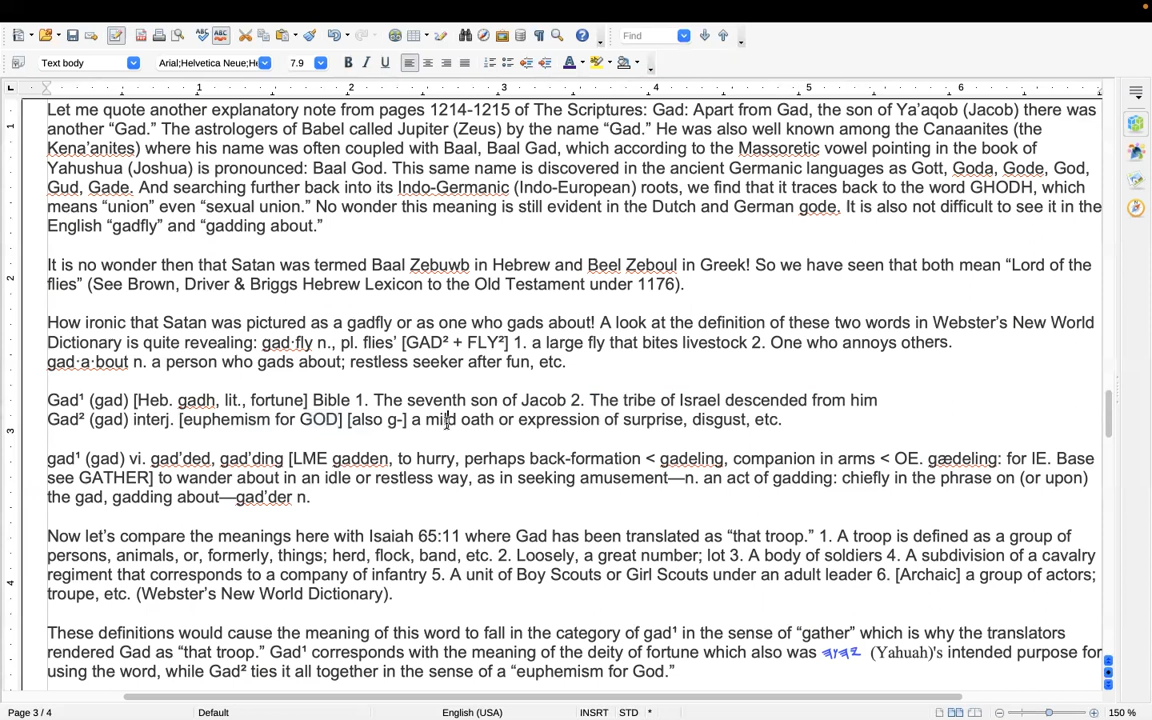 Find
Text body
Arial;Helvetica Neue;He
7.9
1 2 3 4 5 6
Let me quote another explanatory note from pages 1214-1215 of The Scriptures: Gad: Apart from Gad, the son of Ya’aqob (Jacob) there was
another “Gad.” The astrologers of Babel called Jupiter (Zeus) by the name “Gad.” He was also well known among the Canaanites (the
Kena’anites) where his name was often coupled with Baal, Baal Gad, which according to the Massoretic vowel pointing in the book of
Yahushua (Joshua) is pronounced: Baal God. This same name is discovered in the ancient Germanic languages as Gott, Goda, Gode, God,
Gud, Gade. And searching further back into its Indo-Germanic (Indo-European) roots, we find that it traces back to the word GHODH, which
means “union” even “sexual union.” No wonder this meaning is still evident in the Dutch and German gode. It is also not difficult to see it in the
English “gadfly” and “gadding about.”
It is no wonder then that Satan was termed Baal Zebuwb in Hebrew and Beel Zeboul in Greek! So we have seen that both mean “Lord of the
flies” (See Brown, Driver & Briggs Hebrew Lexicon to the Old Testament under 1176).
How ironic that Satan was pictured as a gadfly or as one who gads about! A look at the definition of these two words in Webster’s New World
Dictionary is quite revealing: gad·fly n., pl. flies’ [GAD² + FLY²] 1. a large fly that bites livestock 2. One who annoys others.
gad·a·bout n. a person who gads about; restless seeker after fun, etc.
Gad¹ (gad) [Heb. gadh, lit., fortune] Bible 1. The seventh son of Jacob 2. The tribe of Israel descended from him
Gad² (gad) interj. [euphemism for GOD] [also g-] a mild oath or expression of surprise, disgust, etc.
gad¹ (gad) vi. gad’ded, gad’ding [LME gadden, to hurry, perhaps back-formation < gadeling, companion in arms < OE. gædeling: for IE. Base
see GATHER] to wander about in an idle or restless way, as in seeking amusement—n. an act of gadding: chiefly in the phrase on (or upon)
the gad, gadding about—gad’der n.
Now let’s compare the meanings here with Isaiah 65:11 where Gad has been translated as “that troop.” 1. A troop is defined as a group of
persons, animals, or, formerly, things; herd, flock, band, etc. 2. Loosely, a great number; lot 3. A body of soldiers 4. A subdivision of a cavalry
regiment that corresponds to a company of infantry 5. A unit of Boy Scouts or Girl Scouts under an adult leader 6. [Archaic] a group of actors;
troupe, etc. (Webster’s New World Dictionary).
These definitions would cause the meaning of this word to fall in the category of gad¹ in the sense of “gather” which is why the translators
rendered Gad as “that troop.” Gad¹ corresponds with the meaning of the deity of fortune which also was 𐤉𐤄𐤅𐤄 (Yahuah)'s intended purpose for
using the word, while Gad² ties it all together in the sense of a “euphemism for God.”
Page 3 / 4
Default
English (USA)
INSRT
STD
*
150 %